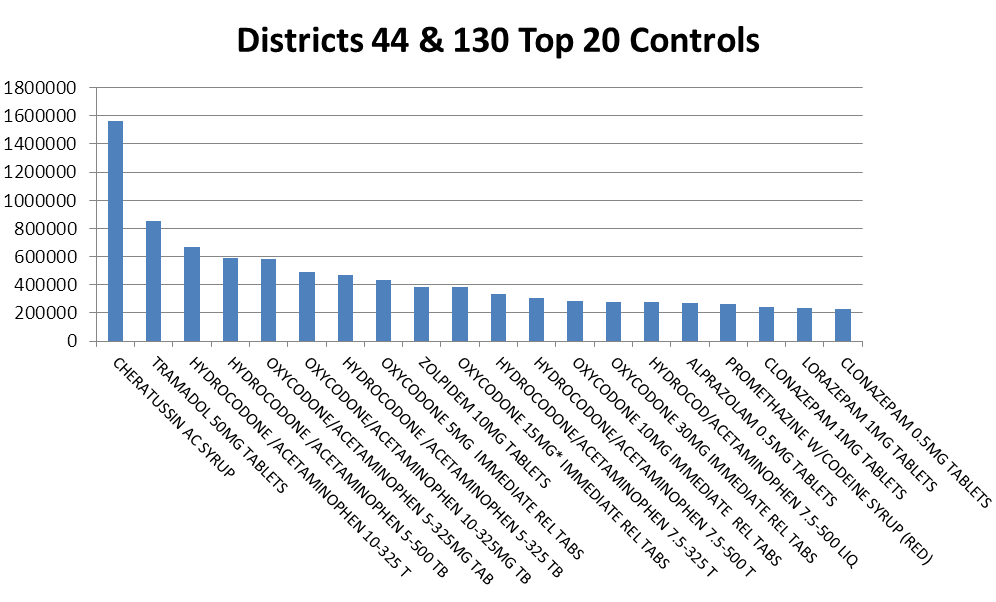 Districts 44 & 130 Top 20 Controls
1800000
1600000
1400000
1200000
1000000
800000
600000
400000
200000
0
CHERATUSSIN AC SYRUP
TRAMADOL 50MG TABLETS
HYDROCODONE /ACETAMINOPHEN 10-325 T
HYDROCODONE /ACETAMINOPHEN 5-500 TB
OXYCODONE/ACETAMINOPHEN 5-325MG TAB
OXYCODONE/ACETAMINOPHEN 10-325MG TB
HYDROCODONE /ACETAMINOPHEN 5-325 TB
OXYCODONE 5MG IMMEDIATE REL TABS
ZOLPIDEM 10MG TABLETS
OXYCODONE 15MG* IMMEDIATE REL TABS
HYDROCODONE/ACETAMINOPHEN 7.5-325 T
HYDROCODONE/ACETAMINOPHEN 7.5-500 T
OXYCODONE 10MG IMMEDIATE REL TABS
OXYCODONE 30MG IMMEDIATE REL TABS
HYDROCOD/ACETAMINOPHEN 7.5-500 LIQ
ALPRAZOLAM 0.5MG TABLETS
PROMETHAZINE W/CODEINE SYRUP (RED)
CLONAZEPAM 1MG TABLETS
LORAZEPAM 1MG TABLETS
CLONAZEPAM 0.5MG TABLETS